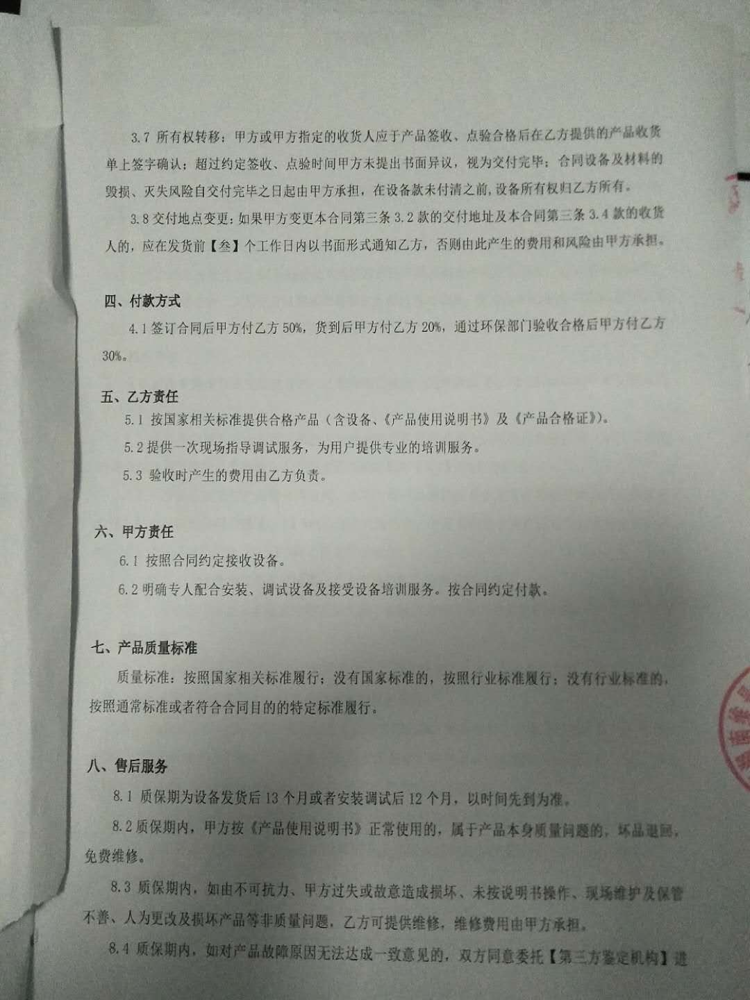 3.7 所有权转移：甲方或甲方指定的收货人应于产品签收、点验合格后在乙方提供的产品收货
单上签字确认；超过约定签收、点验时间甲方未提出书面异议，视为交付完毕；合同设备及材料的
毁损、灭失风险自交付完毕之日起由甲方承担，在设备款未付清之前,设备所有权归乙方所有。
3.8交付地点变更：如果甲方变更本合同第三条3.2款的交付地址及本合同第三条3.4款的收货
人的，应在发货前【叁】个工作日内以书面形式通知乙方，否则由此产生的费用和风险由甲方承担。
四、付款方式
4.1签订合同后甲方付乙方50%，货到后甲方付乙方20%，通过环保部门验收合格后甲方付乙方
30%。
五、乙方责任
5.1 按国家相关标准提供合格产品（含设备、《产品使用说明书》及《产品合格证》）。
5.2提供一次现场指导调试服务，为用户提供专业的培训服务。
5.3 验收时产生的费用由乙方负责。
六、甲方责任
6.1 按照合同约定接收设备。
6.2明确专人配合安装、调试设备及接受设备培训服务。按合同约定付款。
七、产品质量标准
质量标准：按照国家相关标准履行；没有国家标准的，按照行业标准履行；没有行业标准的，
按照通常标准或者符合合同目的的特定标准履行。
八、售后服务
8.1 质保期为设备发货后13个月或者安装调试后12个月，以时间先到为准。
8.2质保期内，甲方按《产品使用说明书》正常使用的，属于产品本身质量问题的，坏品退回，
免费维修。
8.3 质保期内，如由不可抗力、甲方过失或故意造成损坏、未按说明书操作、现场维护及保管
不善、人为更改及损坏产品等非质量问题，乙方可提供维修，维修费用由甲方承担。
8.4 质保期内，如对产品故障原因无法达成一致意见的，双方同意委托【第三方鉴定机构】进